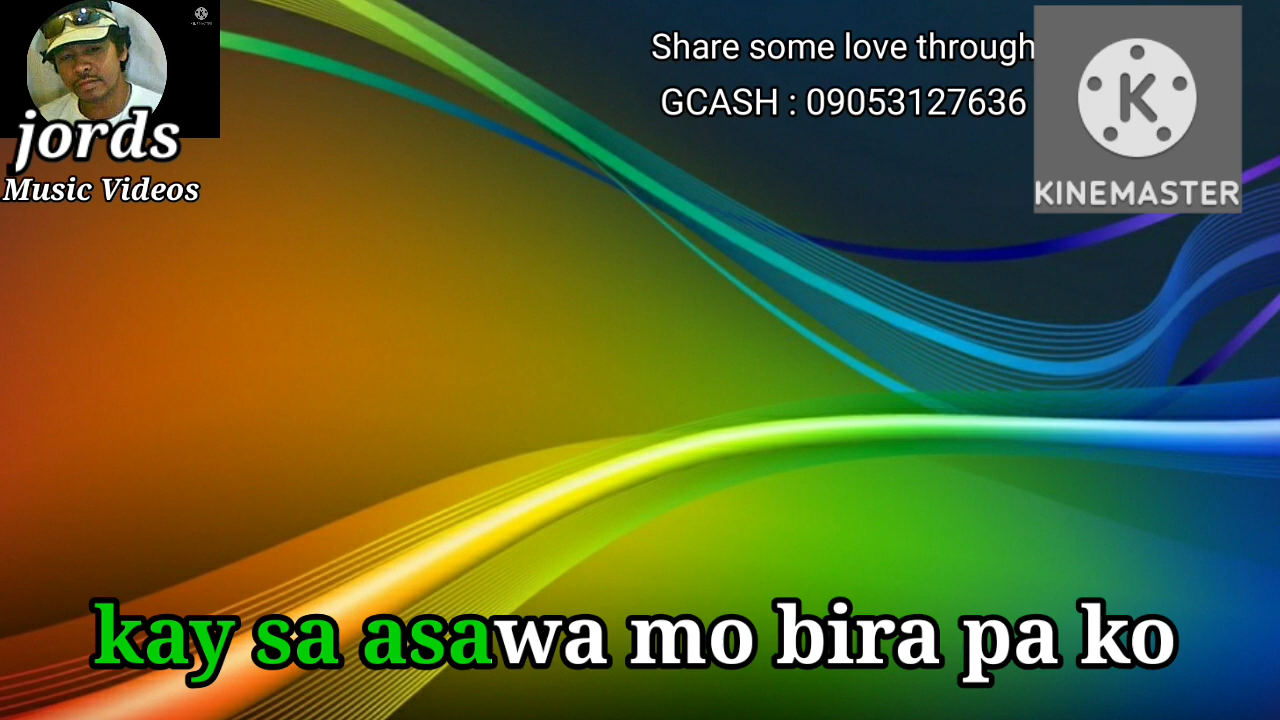 jords
Music Videos
Share some love through
GCASH : 09053127636
KINEMASTER
kay sa asawa mo bira pa ko